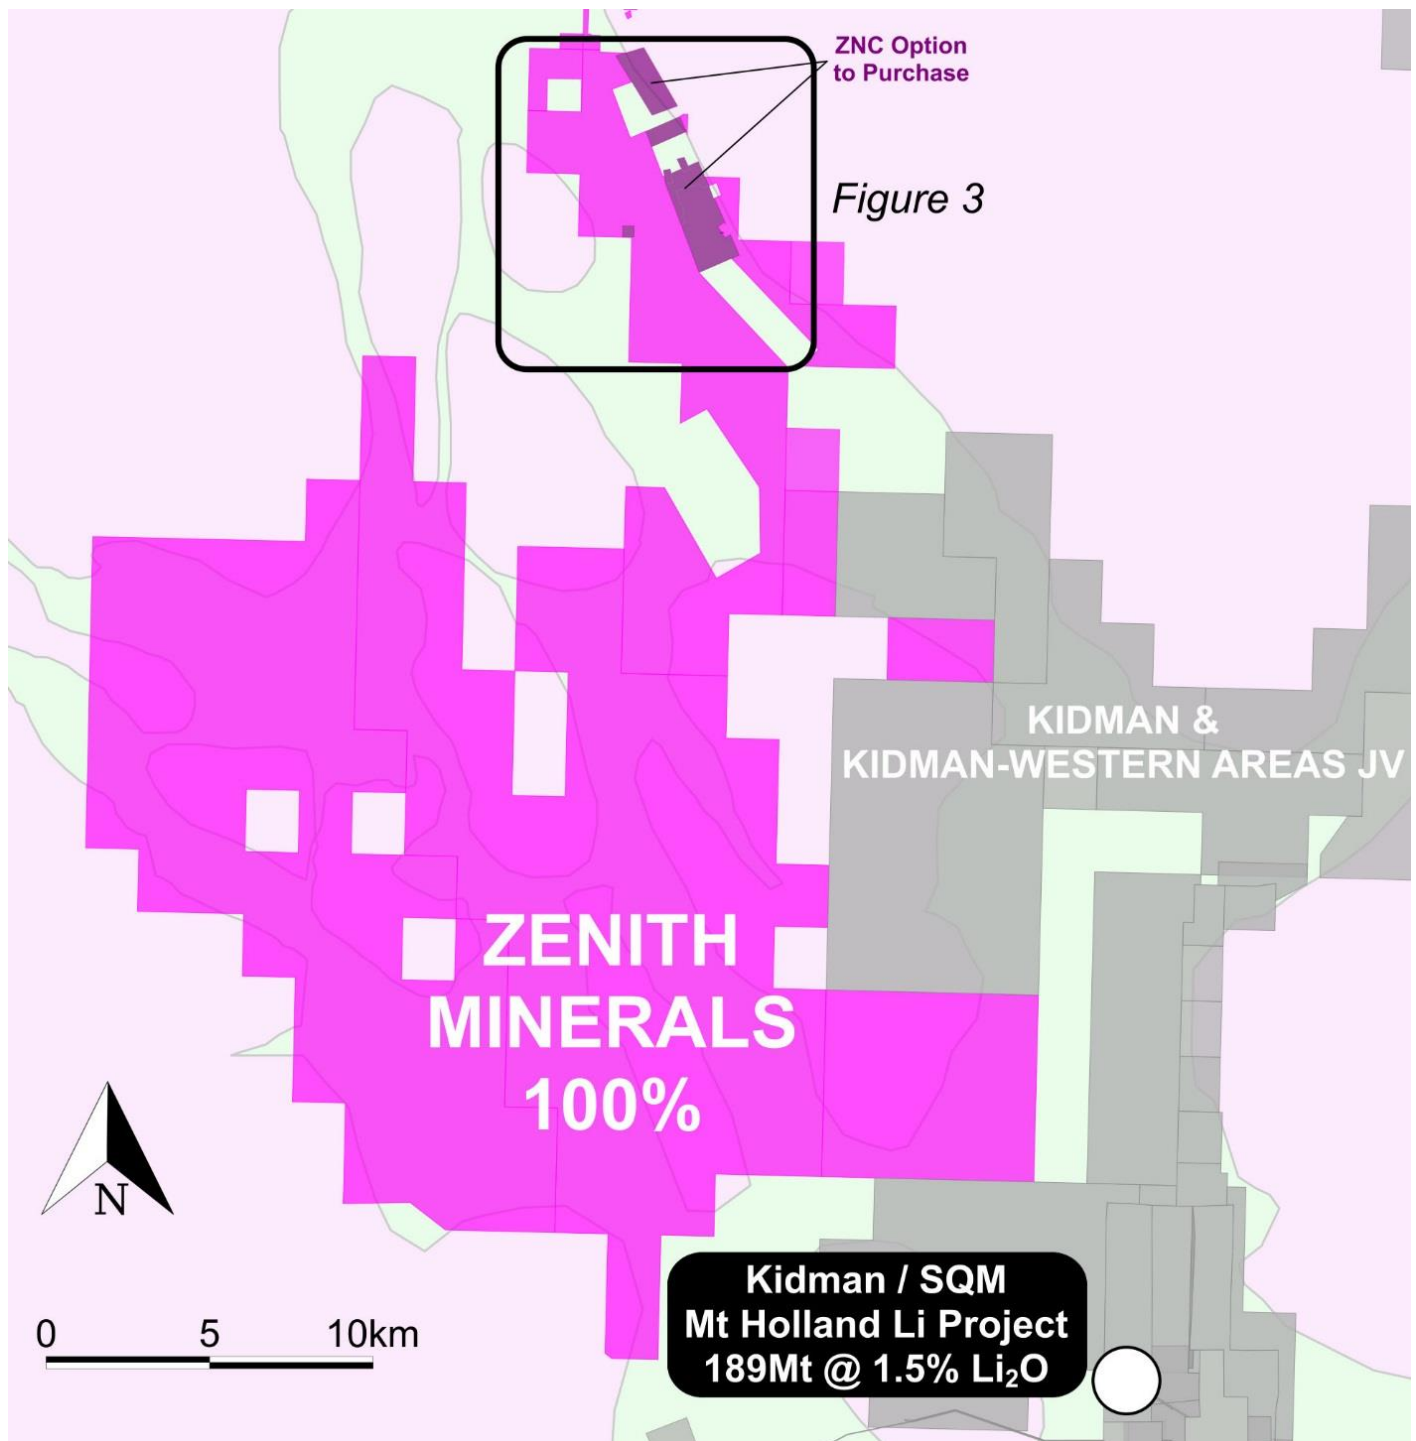 ZNC Option
to Purchase
Figure 3
KIDMAN &
KIDMAN-WESTERN AREAS JV
ZENITH
MINERALS
100%
N
0 5 10km
Kidman / SQM
Mt Holland Li Project
189Mt @ 1.5% Li₂O